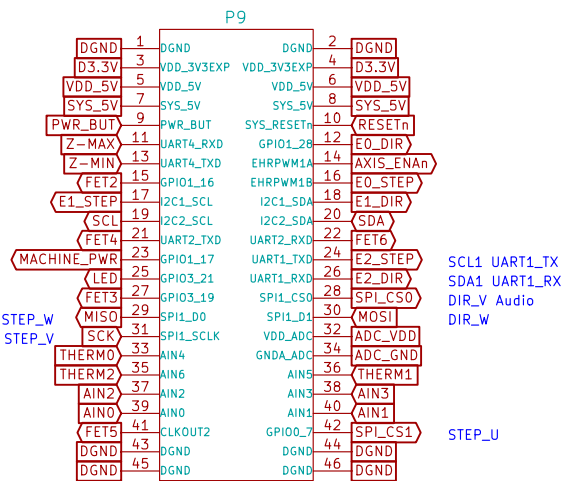 P9
DGND 1 DGND DGND 2 DGND
D3.3V 3 VDD_3V3EXP VDD_3V3EXP 4 D3.3V
VDD_5V 5 VDD_5V VDD_5V 6 VDD_5V
SYS_5V 7 SYS_5V SYS_5V 8 SYS_5V
PWR_BUT 9 PWR_BUT SYS_RESETn 10 RESETn
Z-MAX 11 UART4_RXD GPIO1_28 12 E0_DIR
Z-MIN 13 UART4_TXD EHRPWM1A 14 AXIS_ENAn
FET2 15 GPIO1_16 EHRPWM1B 16 E0_STEP
E1_STEP 17 I2C1_SCL I2C1_SDA 18 E1_DIR
SCL 19 I2C2_SCL I2C2_SDA 20 SDA
FET4 21 UART2_TXD UART2_RXD 22 FET6
MACHINE_PWR 23 GPIO1_17 UART1_TXD 24 E2_STEP SCL1 UART1_TX
LED 25 GPIO3_21 UART1_RXD 26 E2_DIR SDA1 UART1_RX
FET3 27 GPIO3_19 SPI1_CS0 28 SPI_CS0 DIR_V Audio
STEP_W MISO 29 SPI1_D0 SPI1_D1 30 MOSI DIR_W
STEP_V SCK 31 SPI1_SCLK VDD_ADC 32 ADC_VDD
THERM0 33 AIN4 GNDA_ADC 34 ADC_GND
THERM2 35 AIN6 AIN5 36 THERM1
AIN2 37 AIN2 AIN3 38 AIN3
AIN0 39 AIN0 AIN1 40 AIN1
FET5 41 CLKOUT2 GPIO0_7 42 SPI_CS1 STEP_U
DGND 43 DGND DGND 44 DGND
DGND 45 DGND DGND 46 DGND